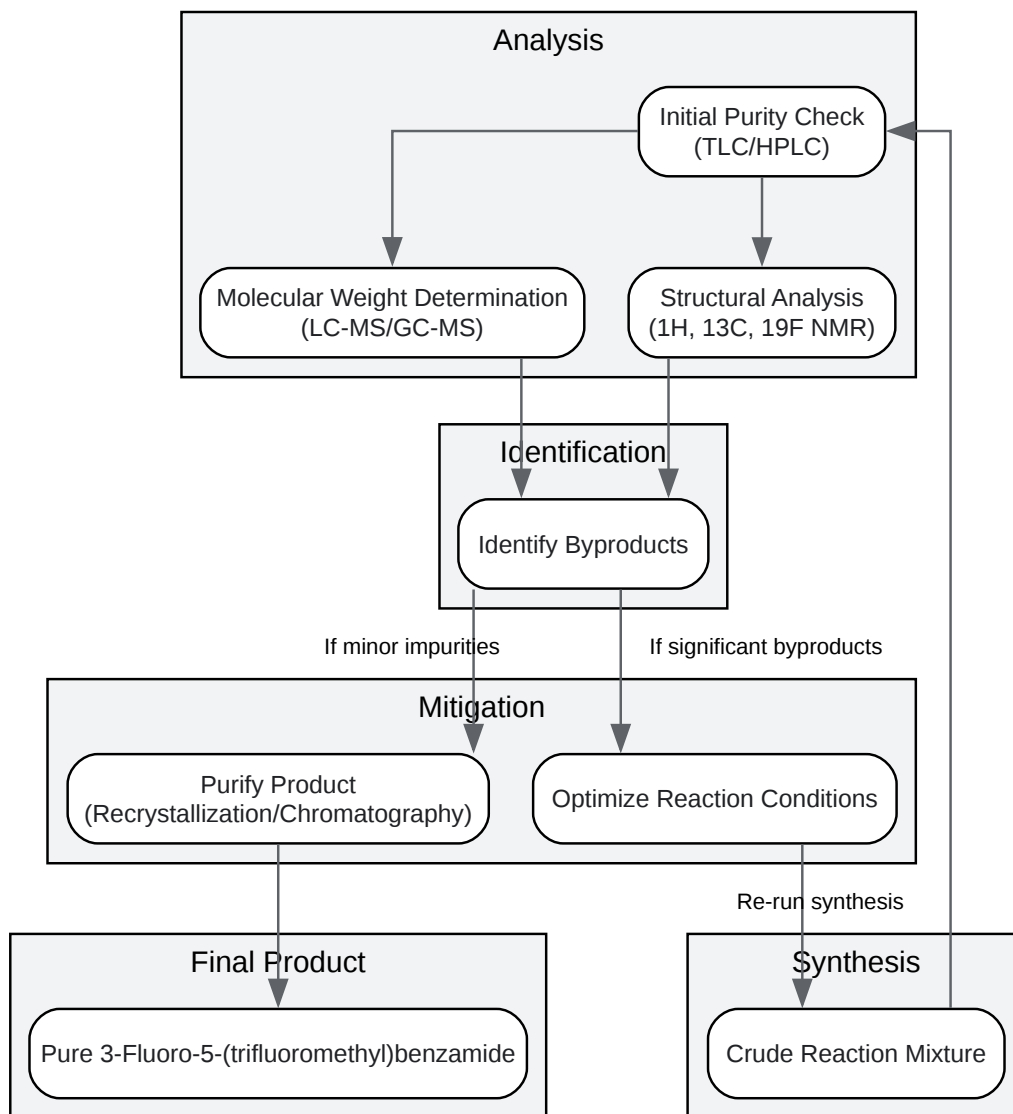 Analysis
Initial Purity Check
(TLC/HPLC)
Molecular Weight Determination
(LC-MS/GC-MS)
Structural Analysis
(1H, 13C, 19F NMR)
Identification
Identify Byproducts
If minor impurities
If significant byproducts
Mitigation
Purify Product
(Recrystallization/Chromatography)
Optimize Reaction Conditions
Re-run synthesis
Final Product
Pure 3-Fluoro-5-(trifluoromethyl)benzamide
Synthesis
Crude Reaction Mixture